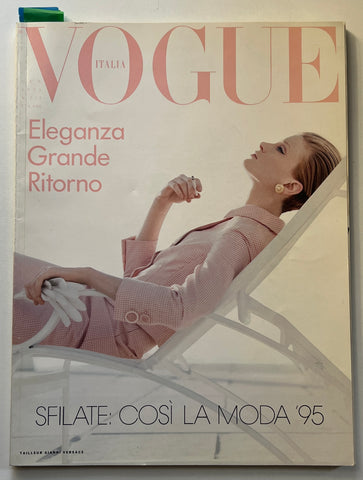 VOGUE
ITALIA
Eleganza
Grande
Ritorno
SFILATE: COSÌ LA MODA '95
TAILLEUR GIANNI VERSACE